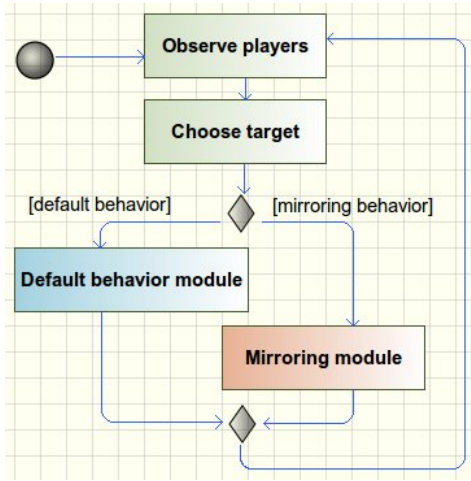 Observe players
Choose target
[default behavior]
[mirroring behavior]
Default behavior module
Mirroring module